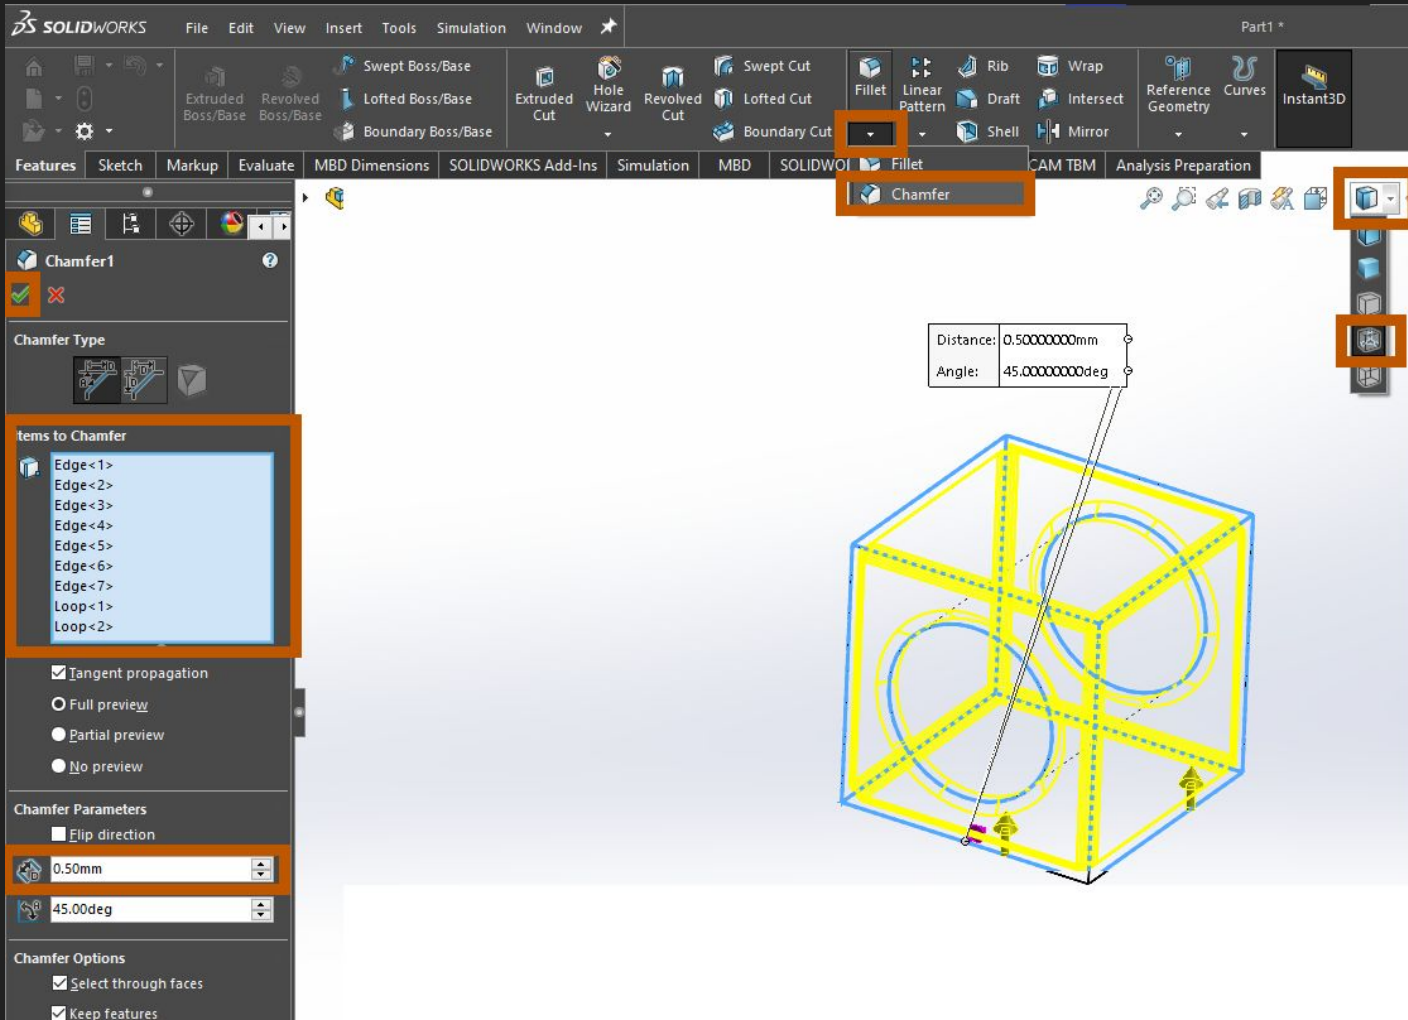 SOLIDWORKS File Edit View Insert Tools Simulation Window Part1 *
Extruded Boss/Base
Revolved Boss/Base
Swept Boss/Base
Lofted Boss/Base
Boundary Boss/Base
Extruded Cut
Hole Wizard
Revolved Cut
Swept Cut
Lofted Cut
Boundary Cut
Fillet
Linear Pattern
Rib
Draft
Shell
Wrap
Intersect
Mirror
Reference Geometry
Curves
Instant3D
Features Sketch Markup Evaluate MBD Dimensions SOLIDWORKS Add-Ins Simulation MBD SOLIDWO CAM TBM Analysis Preparation
Fillet
Chamfer
Chamfer1
Chamfer Type
Items to Chamfer
Edge<1>
Edge<2>
Edge<3>
Edge<4>
Edge<5>
Edge<6>
Edge<7>
Loop<1>
Loop<2>
Tangent propagation
Full preview
Partial preview
No preview
Chamfer Parameters
Flip direction
0.50mm
45.00deg
Chamfer Options
Select through faces
Keep features
Distance: 0.50000000mm
Angle: 45.00000000deg